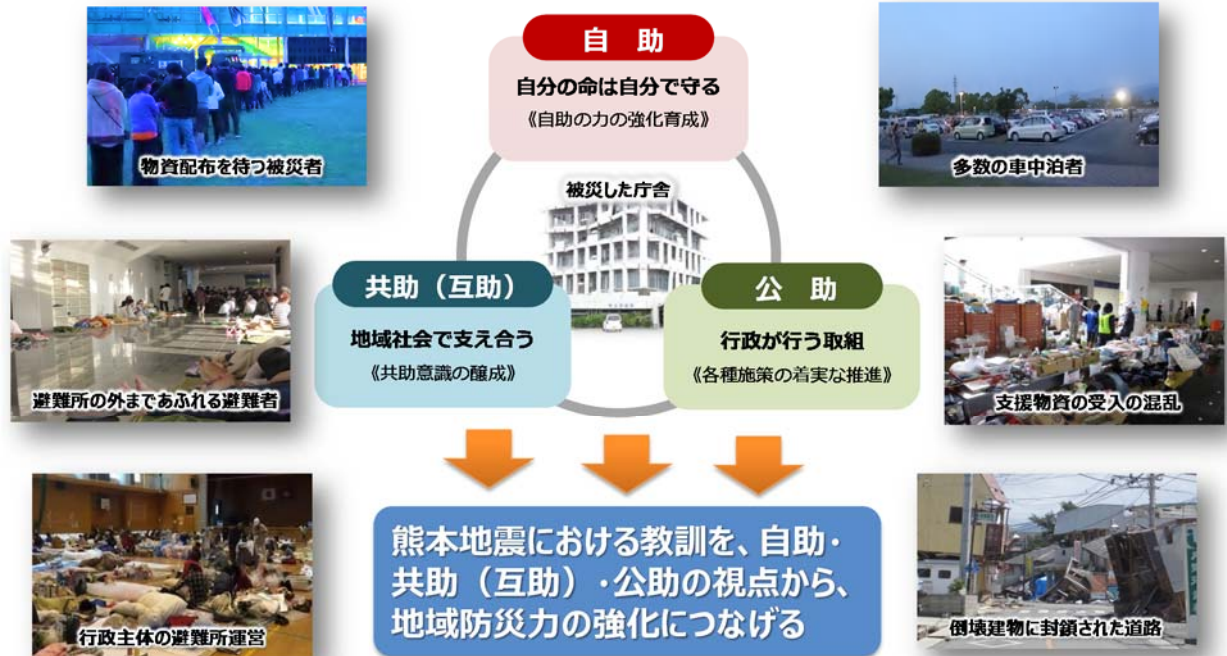 自 助
自分の命は自分で守る
《自助の力の強化育成》
物資配布を待つ被災者
多数の車中泊者
被災した庁舎
共助（互助）
地域社会で支え合う
《共助意識の醸成》
公 助
行政が行う取組
《各種施策の着実な推進》
避難所の外まであふれる避難者
支援物資の受入の混乱
熊本地震における教訓を、自助・
共助（互助）・公助の視点から、
地域防災力の強化につなげる
行政主体の避難所運営
倒壊建物に封鎖された道路